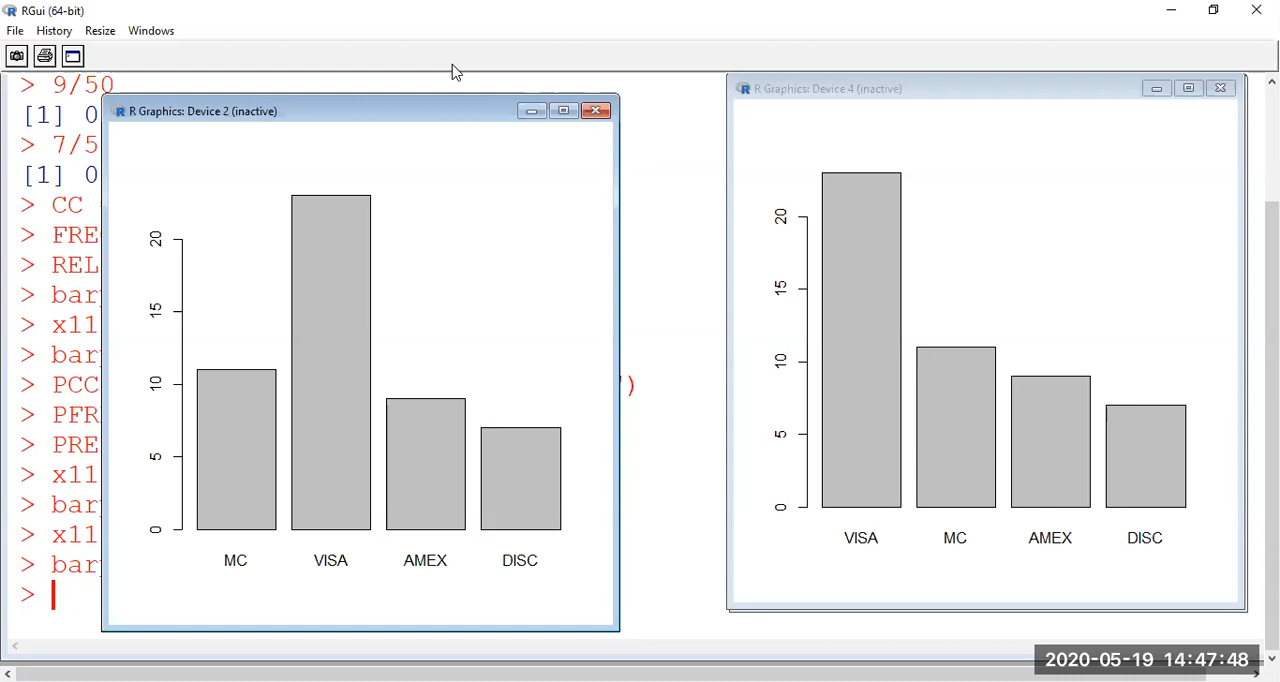 RGui (64-bit)
File History Resize Windows
> 9/50
[1] 0
> 7/5
[1] 0
> CC
> FRE
> REL
> bar
> x11
> bar
> PCC ")
> PFR
> PRE
> x11
> bar
> x11
> bar
>
R Graphics: Device 2 (inactive)
20
15
10
5
0
MC VISA AMEX DISC
R Graphics: Device 4 (inactive)
20
15
10
5
0
VISA MC AMEX DISC
2020-05-19 14:47:48